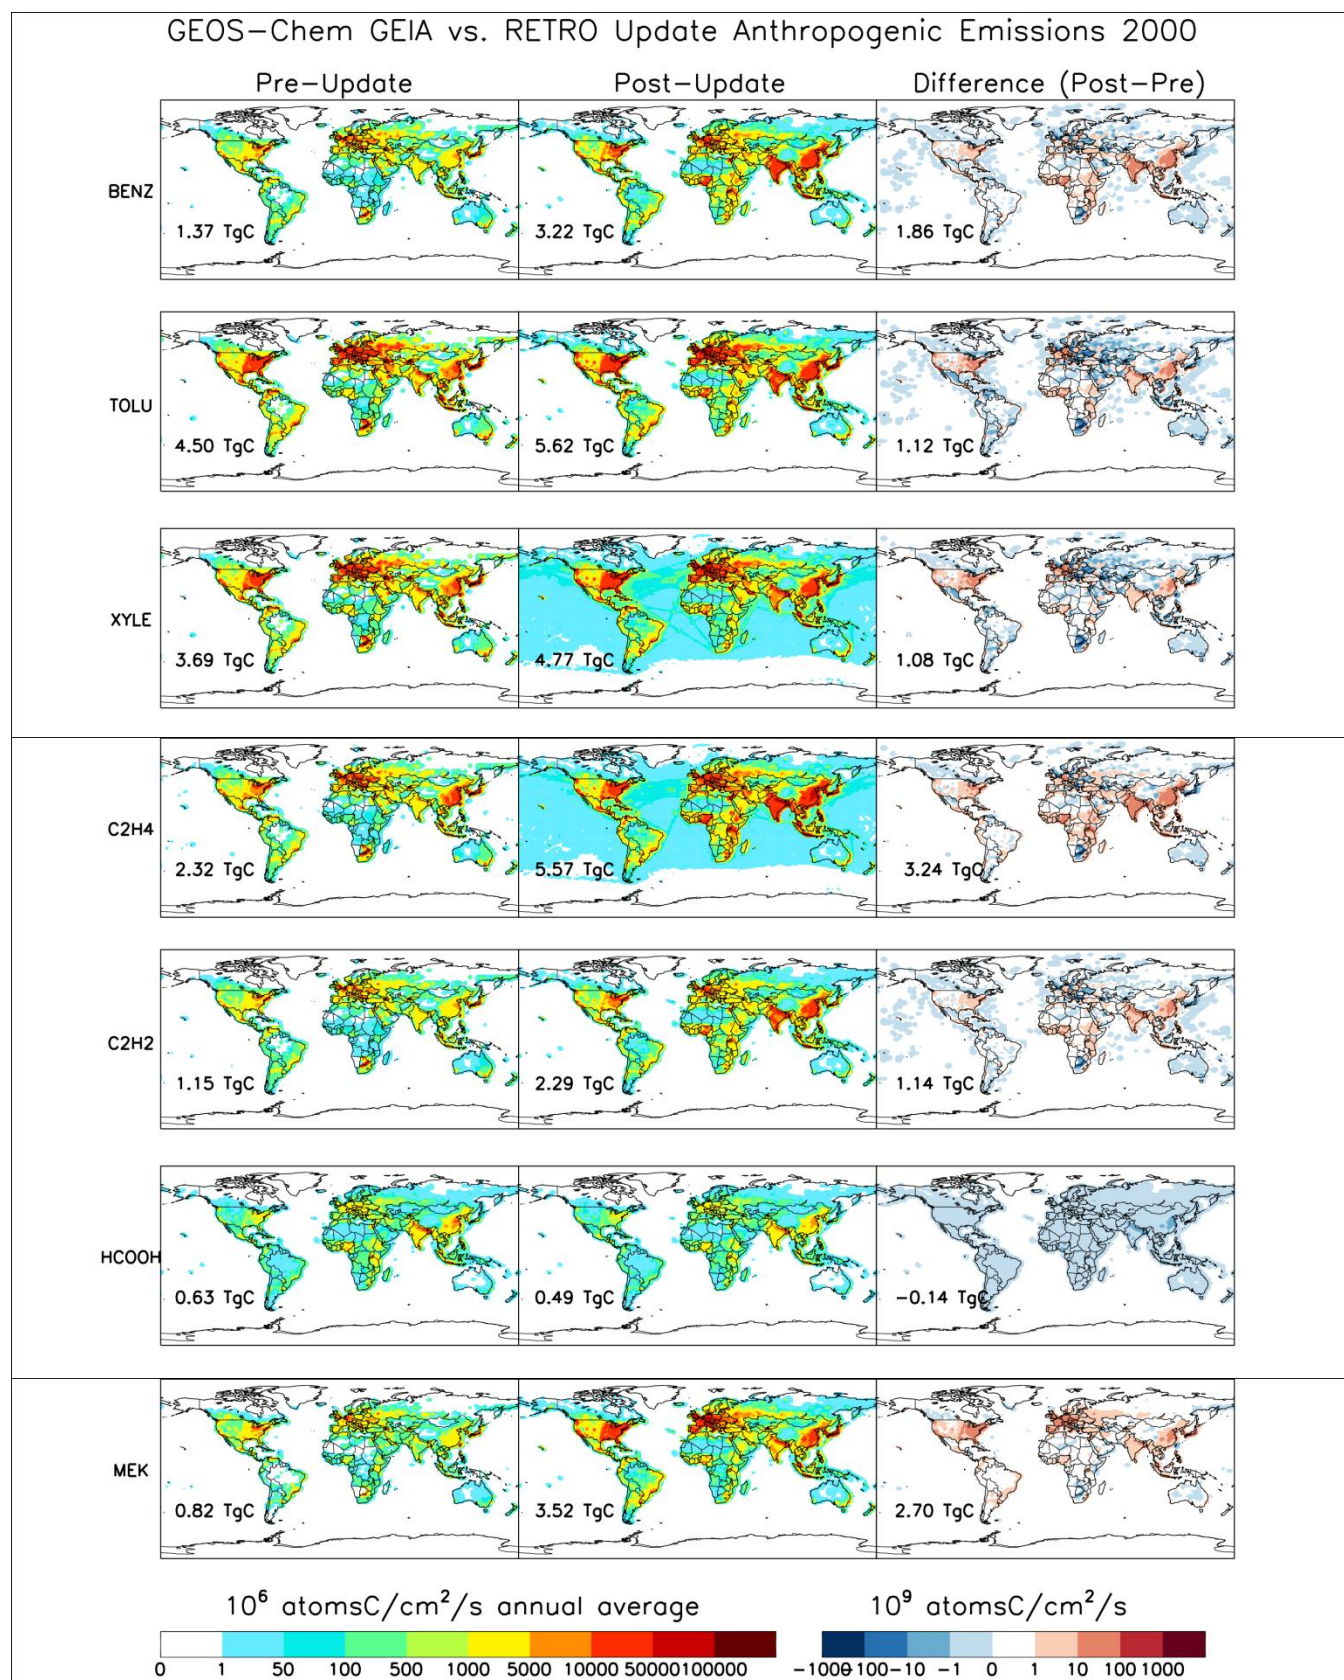 GEOS-Chem GEIA vs. RETRO Update Anthropogenic Emissions 2000
Pre-Update Post-Update Difference (Post-Pre)
BENZ 1.37 TgC 3.22 TgC 1.86 TgC
TOLU 4.50 TgC 5.62 TgC 1.12 TgC
XYLE 3.69 TgC 4.77 TgC 1.08 TgC
C2H4 2.32 TgC 5.57 TgC 3.24 TgC
C2H2 1.15 TgC 2.29 TgC 1.14 TgC
HCOOH 0.63 TgC 0.49 TgC -0.14 TgC
MEK 0.82 TgC 3.52 TgC 2.70 TgC
10⁶ atomsC/cm²/s annual average 10⁹ atomsC/cm²/s
0 1 50 100 500 1000 5000 10000 50000 100000 -1000 -100 -10 -1 0 1 10 100 1000